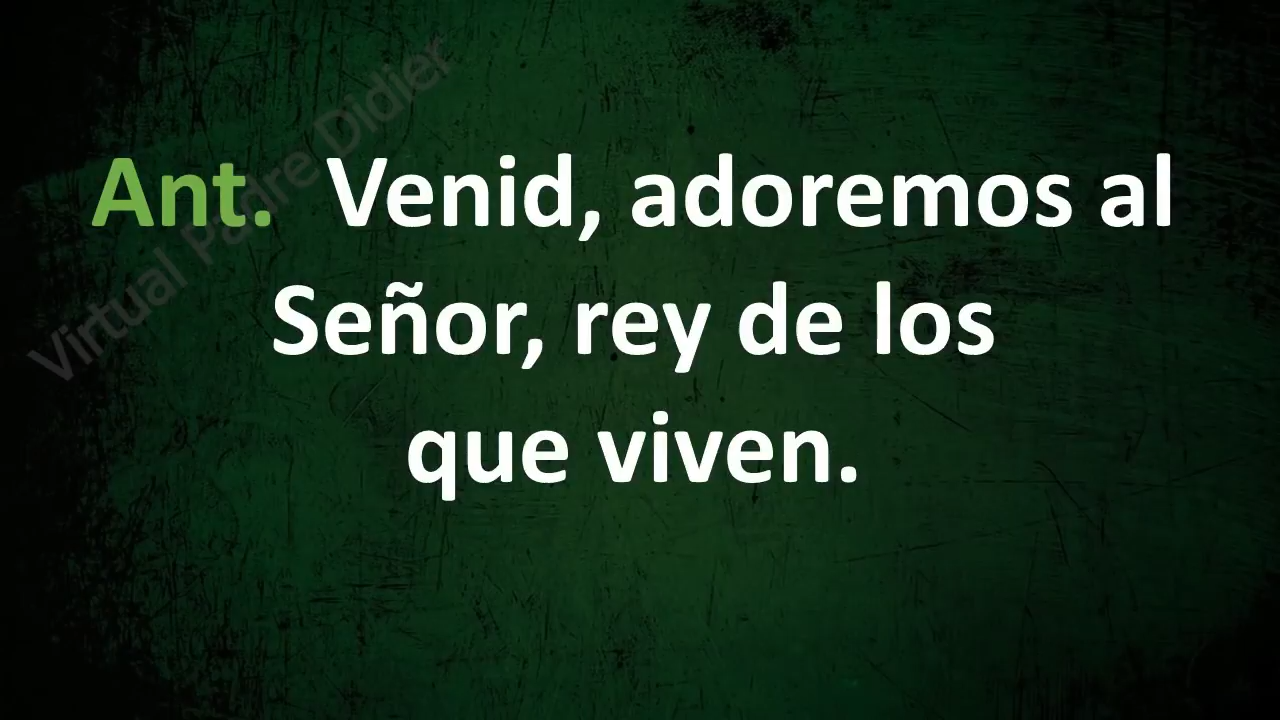 Ant. Venid, adoremos al
Señor, rey de los
que viven.
Virtual Padre Didier